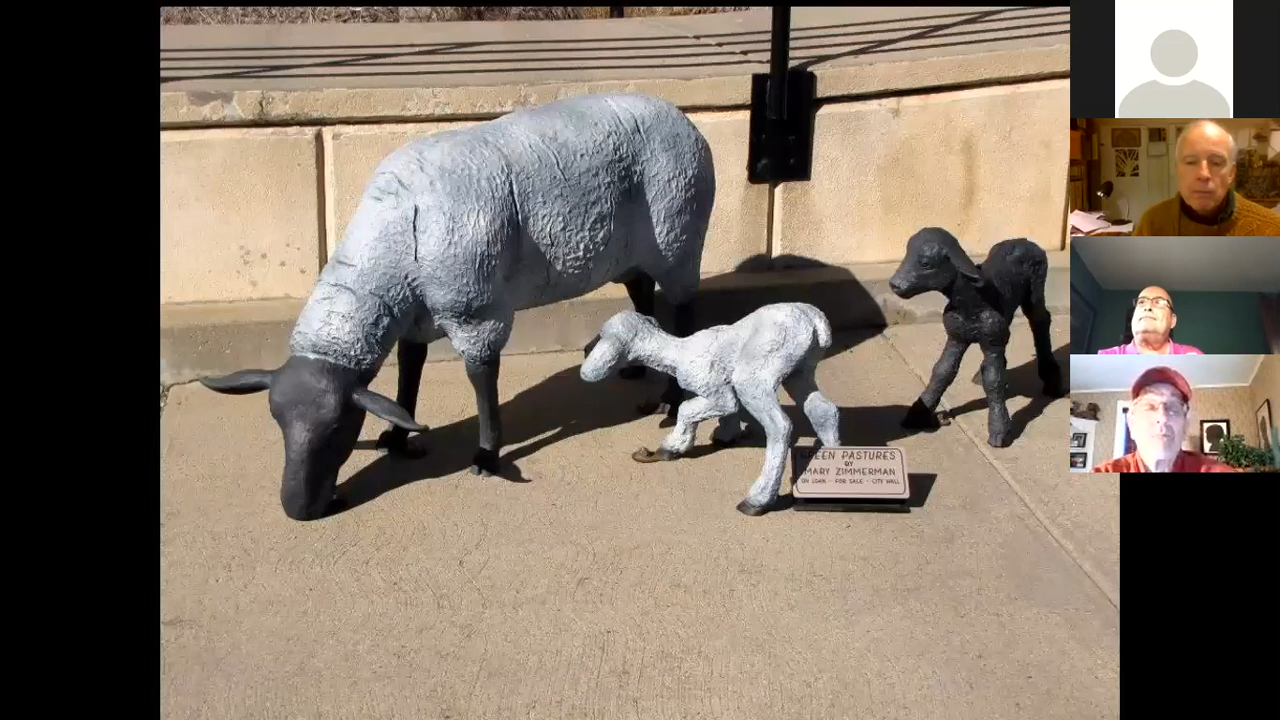 GREEN PASTURES
BY
MARY ZIMMERMAN
ON LOAN - FOR SALE - CITY HALL